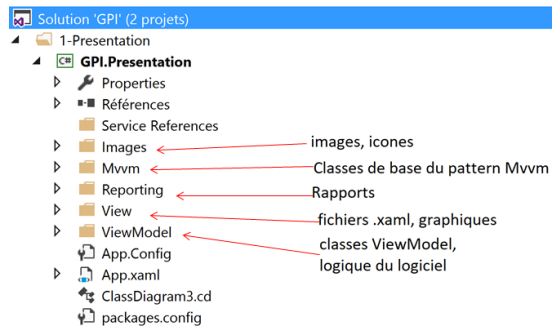 Solution 'GPI' (2 projets)
1-Presentation
C# GPI.Presentation
Properties
Références
Service References
Images
images, icones
Mvvm
Classes de base du pattern Mvvm
Reporting
Rapports
View
fichiers .xaml, graphiques
ViewModel
classes ViewModel,
logique du logiciel
App.Config
App.xaml
ClassDiagram3.cd
packages.config